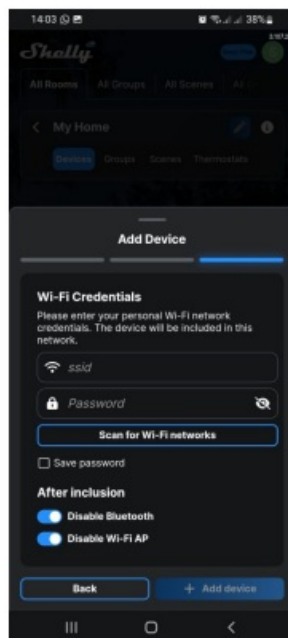 14:03
38%
Shelly
All Rooms All Groups All Scenes
My Home
Devices Groups Scenes Thermostats
Add Device
Wi-Fi Credentials
Please enter your personal Wi-Fi network
credentials. The device will be included in this
network.
ssid
Password
Scan for Wi-Fi networks
Save password
After inclusion
Disable Bluetooth
Disable Wi-Fi AP
Back + Add device